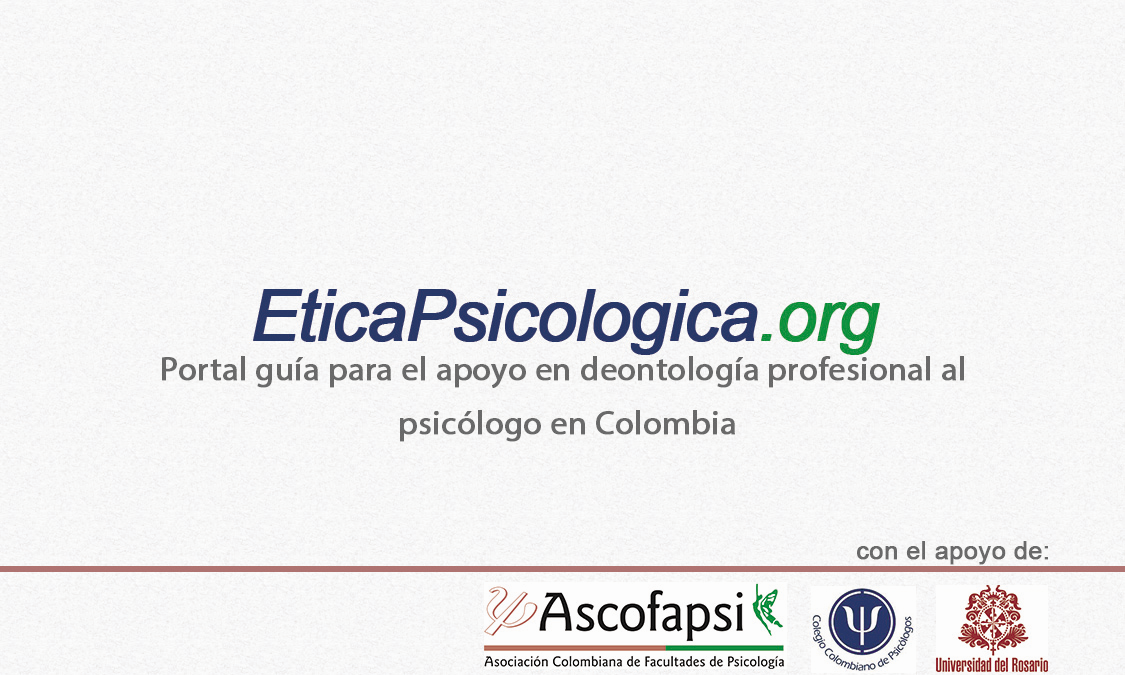 EticaPsicologica.org
Portal guía para el apoyo en deontología profesional al
psicólogo en Colombia
con el apoyo de:
Ascofapsi
Asociación Colombiana de Facultades de Psicología
Colegio Colombiano de Psicólogos
Universidad del Rosario